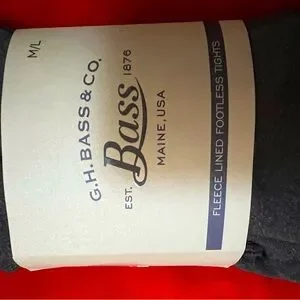 M/L
G.H. BASS & CO.
EST. Bass 1876
MAINE, USA
FLEECE LINED FOOTLESS TIGHTS